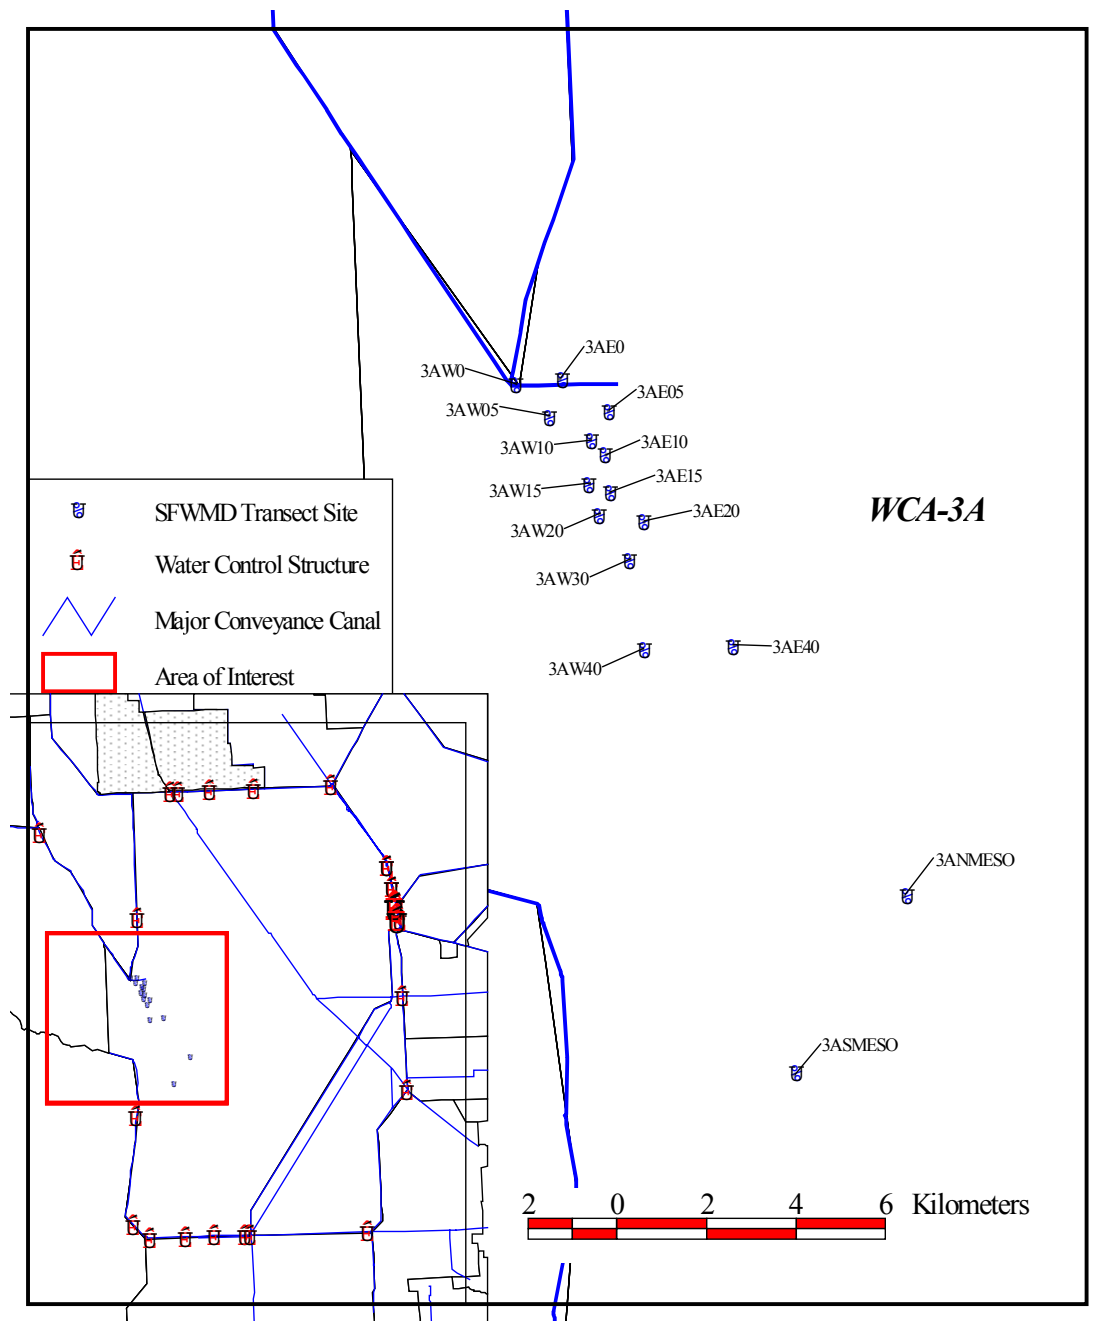 3AE0
3AW0
3AE05
3AW05
3AW10
3AE10
3AE15
3AW15
3AE20
3AW20
WCA-3A
3AW30
3AE40
3AW40
SFWMD Transect Site
Water Control Structure
Major Conveyance Canal
Area of Interest
3ANMESO
3ASMESO
2 0 2 4 6 Kilometers